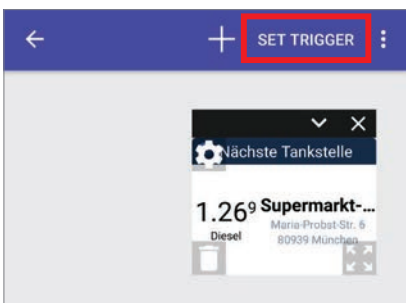 SET TRIGGER
Nächste Tankstelle
1.26⁹ Supermarkt-...
Diesel
Maria-Probst-Str. 6
80939 München